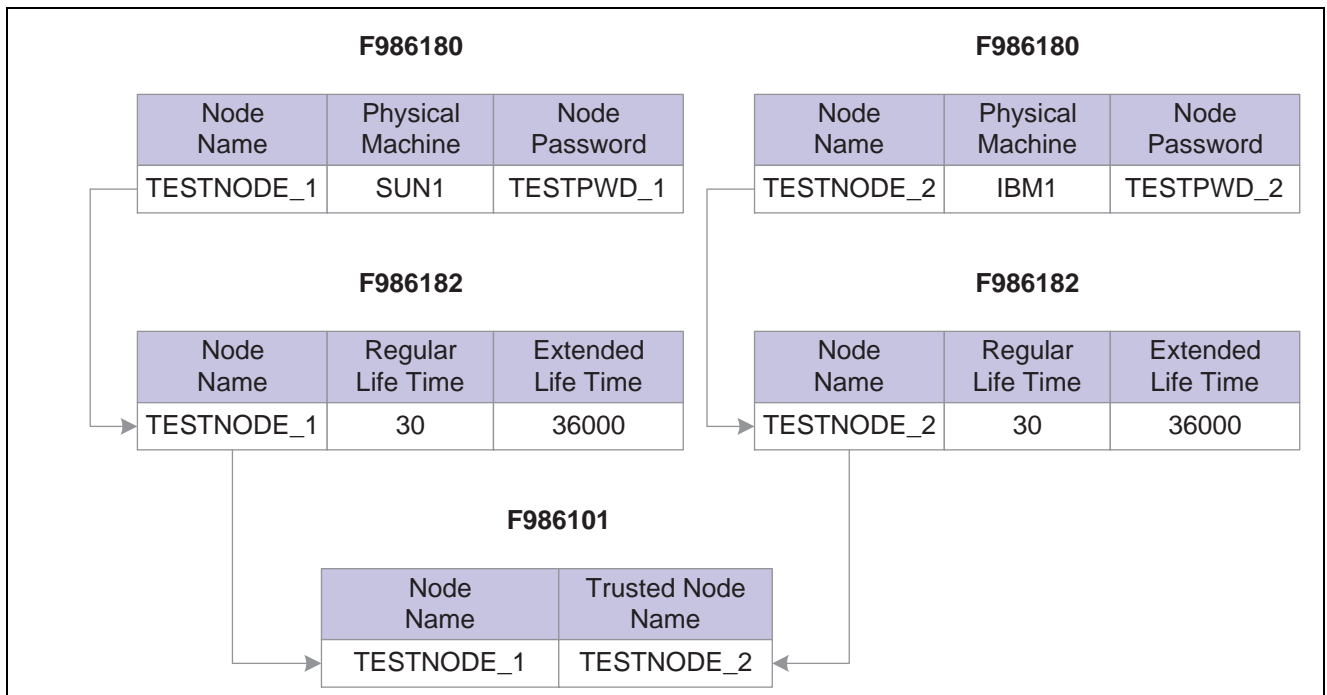 F986180 F986180
Node Physical Node Node Physical Node
Name Machine Password Name Machine Password
TESTNODE_1 SUN1 TESTPWD_1 TESTNODE_2 IBM1 TESTPWD_2
F986182 F986182
Node Regular Extended Node Regular Extended
Name Life Time Life Time Name Life Time Life Time
TESTNODE_1 30 36000 TESTNODE_2 30 36000
F986101
Node Trusted Node
Name Name
TESTNODE_1 TESTNODE_2